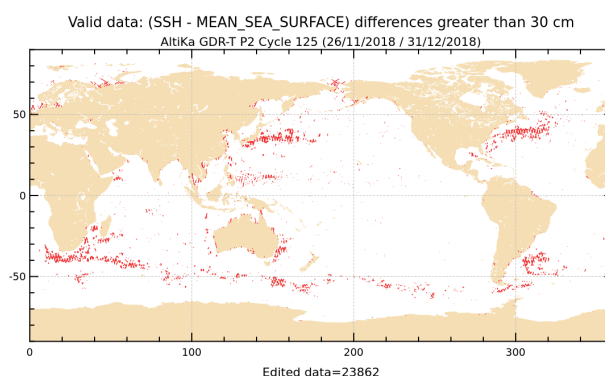 Valid data: (SSH - MEAN_SEA_SURFACE) differences greater than 30 cm
AltiKa GDR-T P2 Cycle 125 (26/11/2018 / 31/12/2018)
50
0
-50
0 100 200 300
Edited data=23862